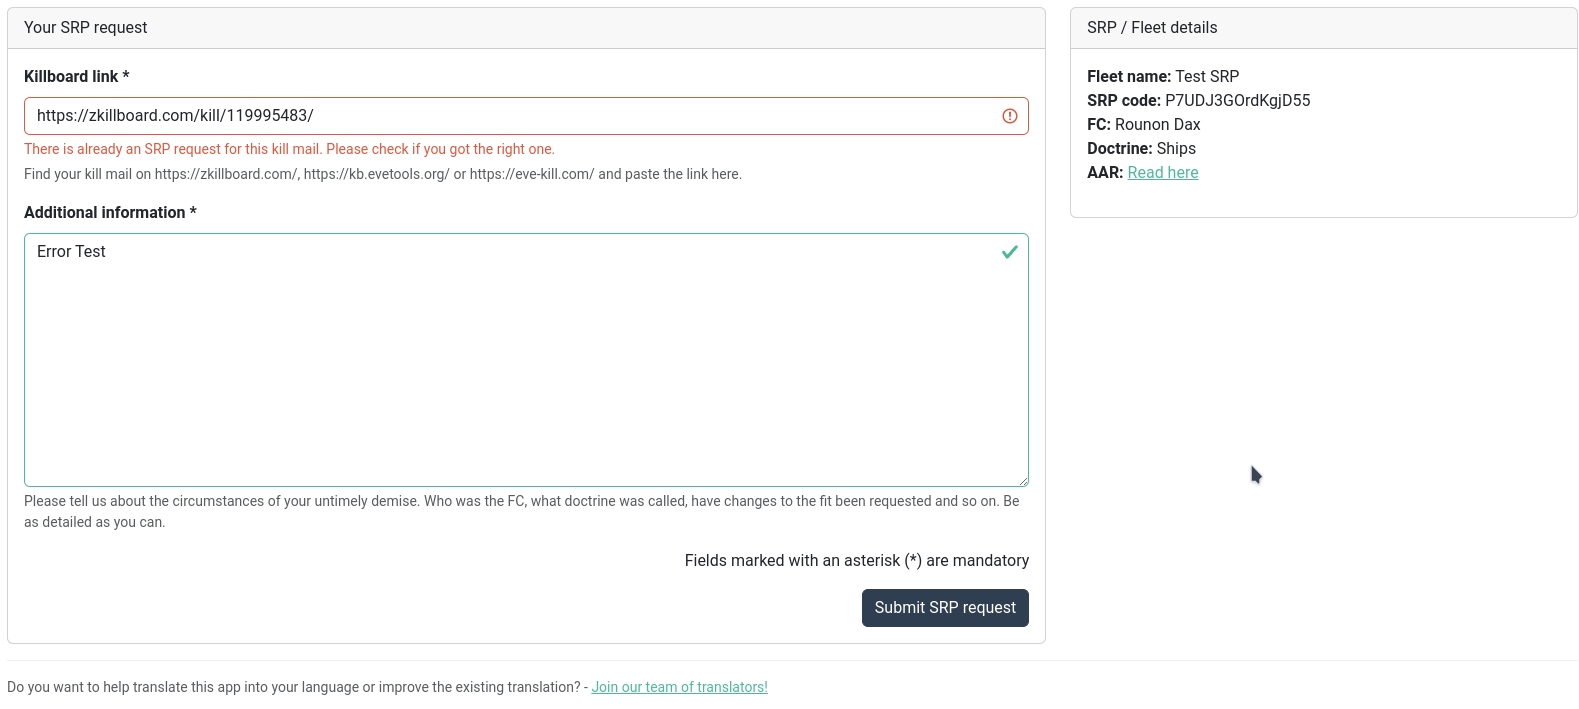 Your SRP request
Killboard link *
https://zkillboard.com/kill/119995483/
There is already an SRP request for this kill mail. Please check if you got the right one.
Find your kill mail on https://zkillboard.com/, https://kb.evetools.org/ or https://eve-kill.com/ and paste the link here.
Additional information *
Error Test
Please tell us about the circumstances of your untimely demise. Who was the FC, what doctrine was called, have changes to the fit been requested and so on. Be
as detailed as you can.
Fields marked with an asterisk (*) are mandatory
Submit SRP request
SRP / Fleet details
Fleet name: Test SRP
SRP code: P7UDJ3GOrdKgjD55
FC: Rounon Dax
Doctrine: Ships
AAR: Read here
Do you want to help translate this app into your language or improve the existing translation? - Join our team of translators!